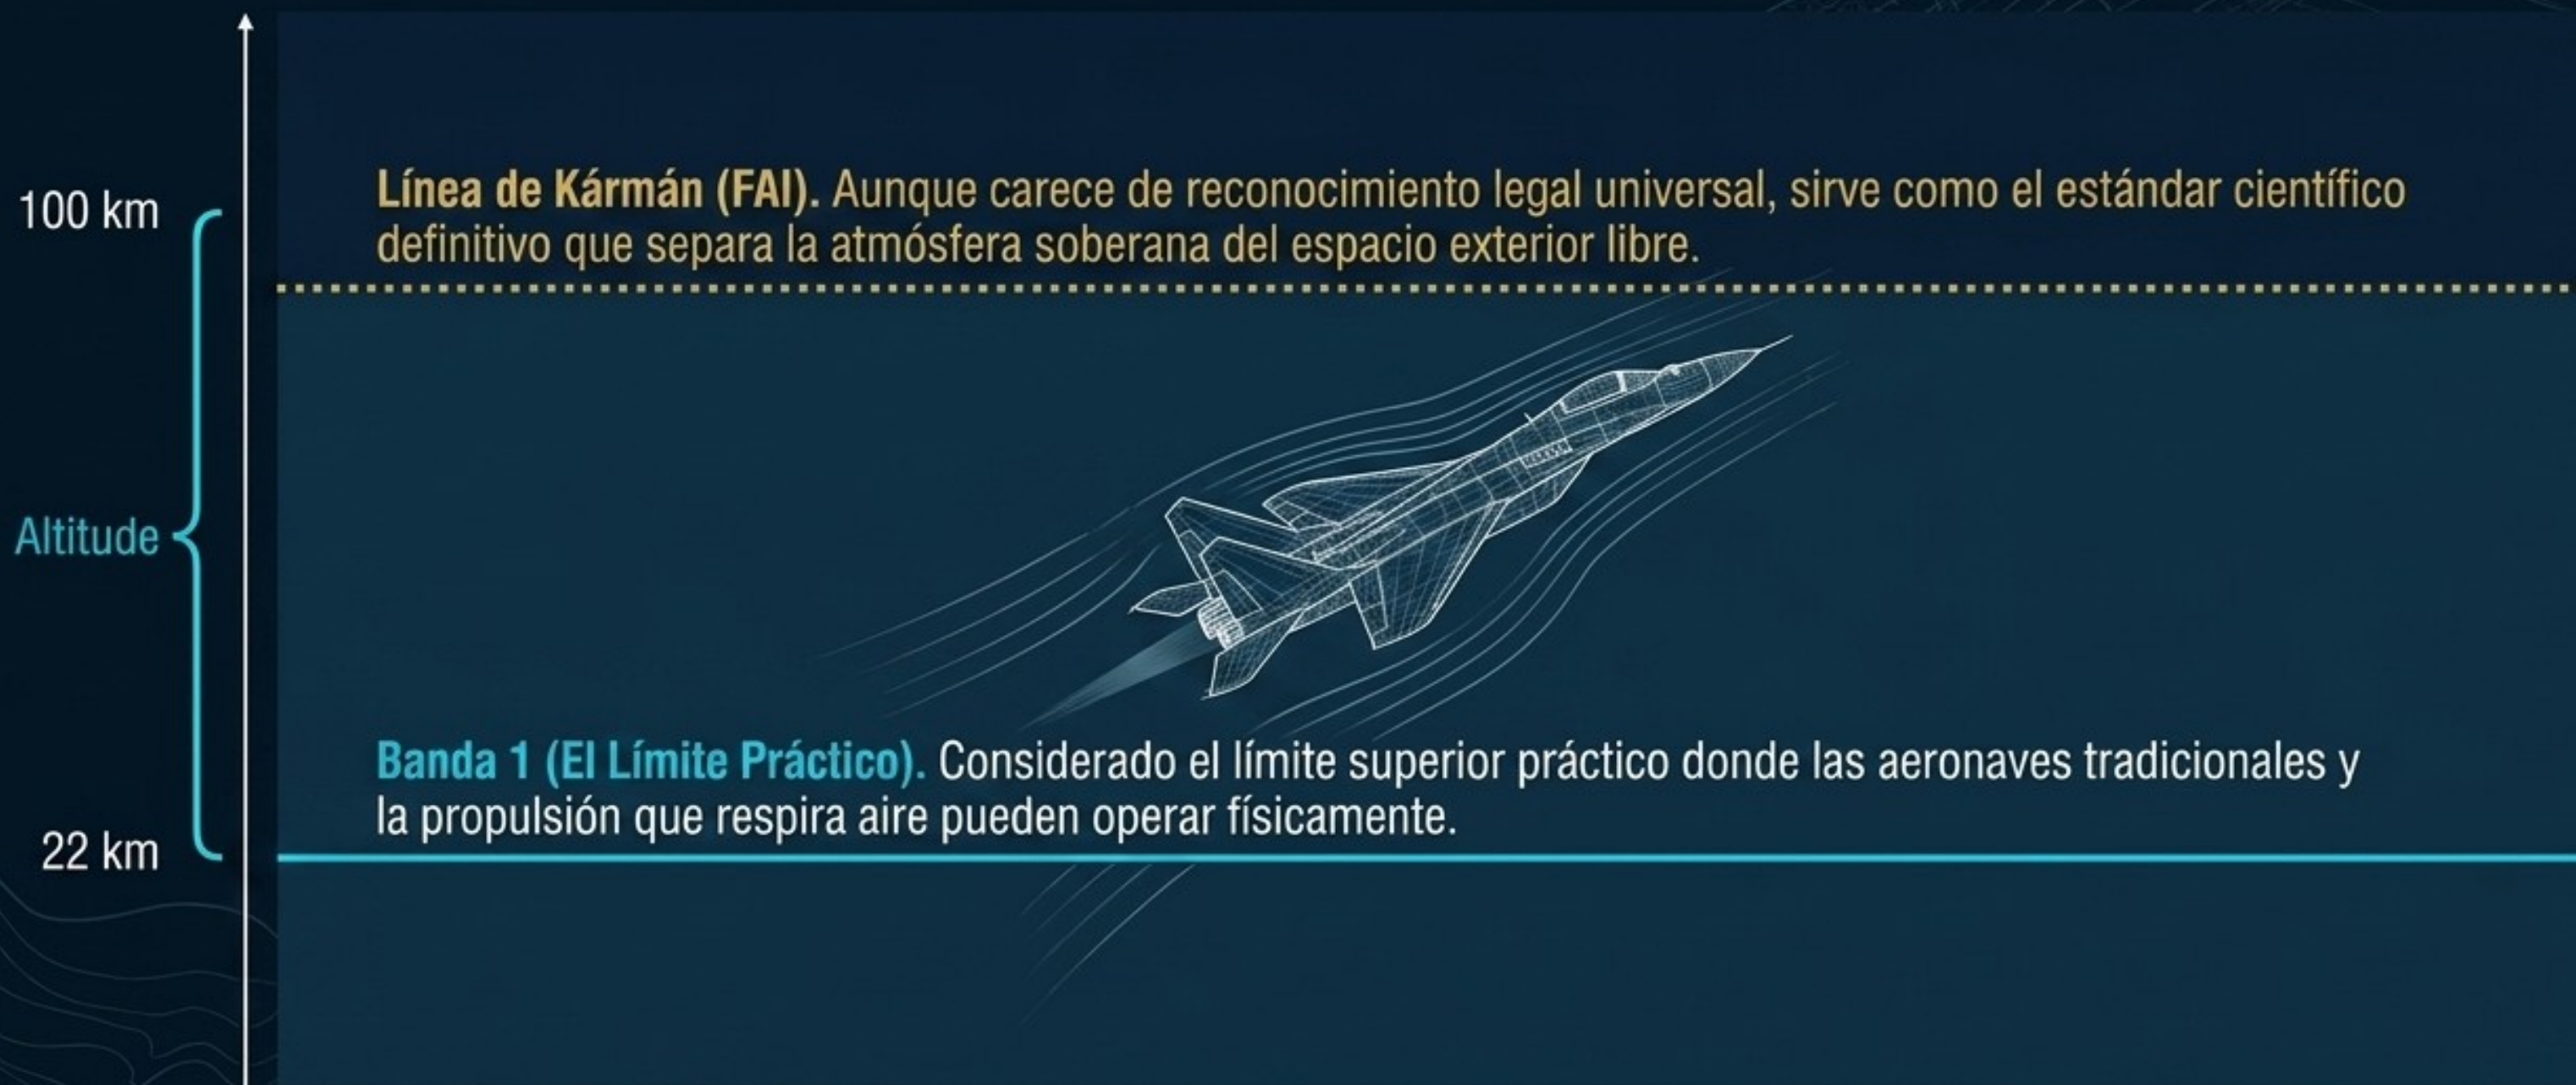 100 km
Línea de Kármán (FAI). Aunque carece de reconocimiento legal universal, sirve como el estándar científico
definitivo que separa la atmósfera soberana del espacio exterior libre.
Altitude
Banda 1 (El Límite Práctico). Considerado el límite superior práctico donde las aeronaves tradicionales y
la propulsión que respira aire pueden operar físicamente.
22 km